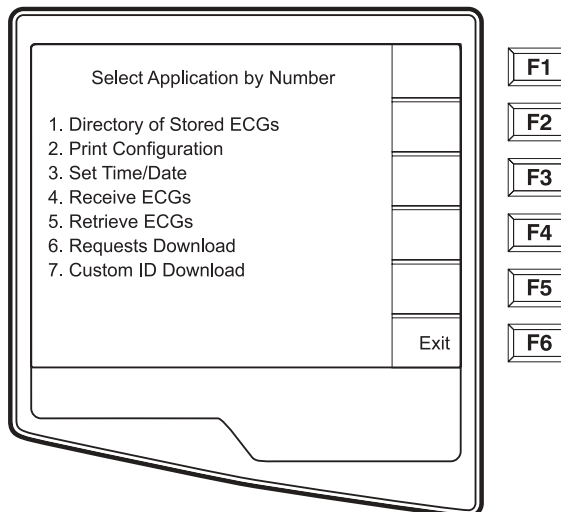 Select Application by Number
1. Directory of Stored ECGs
2. Print Configuration
3. Set Time/Date
4. Receive ECGs
5. Retrieve ECGs
6. Requests Download
7. Custom ID Download
Exit
F1
F2
F3
F4
F5
F6